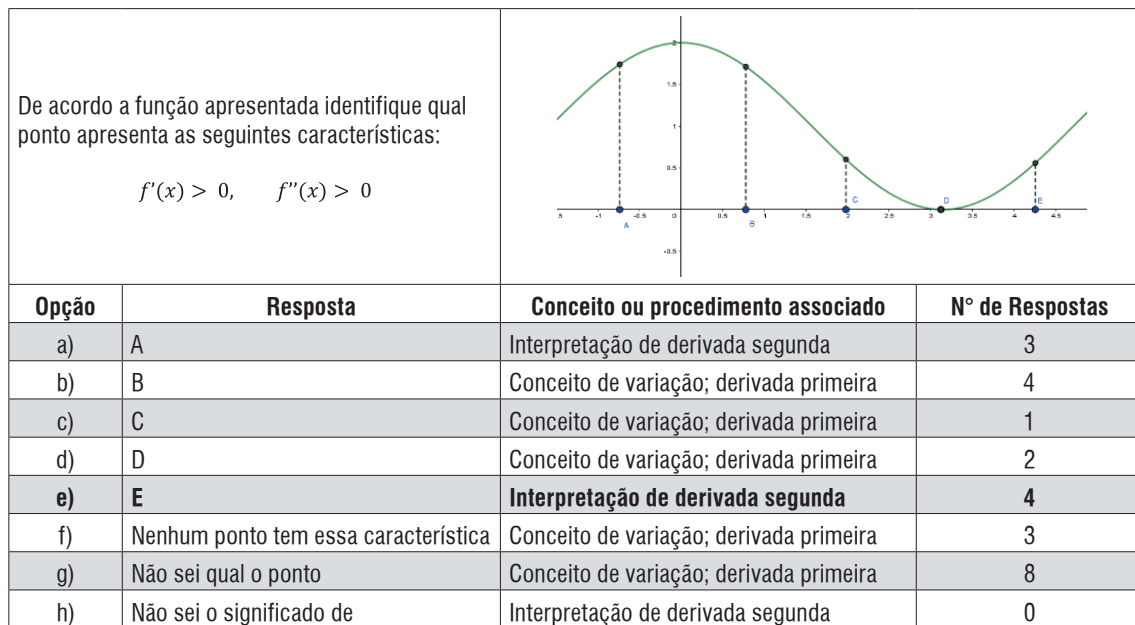 De acordo a função apresentada identifique qual
ponto apresenta as seguintes características:
f'(x) > 0, f''(x) > 0
2
1.5
1
0.5
-0.5
.5 -1 -0.5 0 0.5 1 1.5 2 2.5 3 3.5 4 4.5
A B C D E
Opção Resposta Conceito ou procedimento associado N° de Respostas
a) A Interpretação de derivada segunda 3
b) B Conceito de variação; derivada primeira 4
c) C Conceito de variação; derivada primeira 1
d) D Conceito de variação; derivada primeira 2
e) E Interpretação de derivada segunda 4
f) Nenhum ponto tem essa característica Conceito de variação; derivada primeira 3
g) Não sei qual o ponto Conceito de variação; derivada primeira 8
h) Não sei o significado de Interpretação de derivada segunda 0